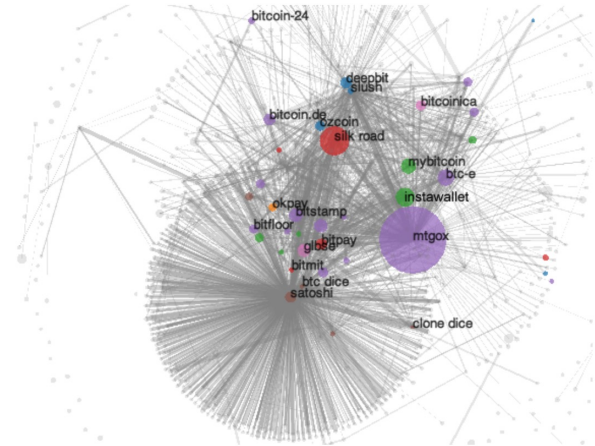 bitcoin-24
deepbit
slush
bitcoinica
bitcoin.de
ozcoin
silk road
mybitcoin
btc-e
instawallet
okpay
bitstamp
bitfloor
mtgox
bitpay
glbse
bitmit
btc dice
satoshi
clone dice